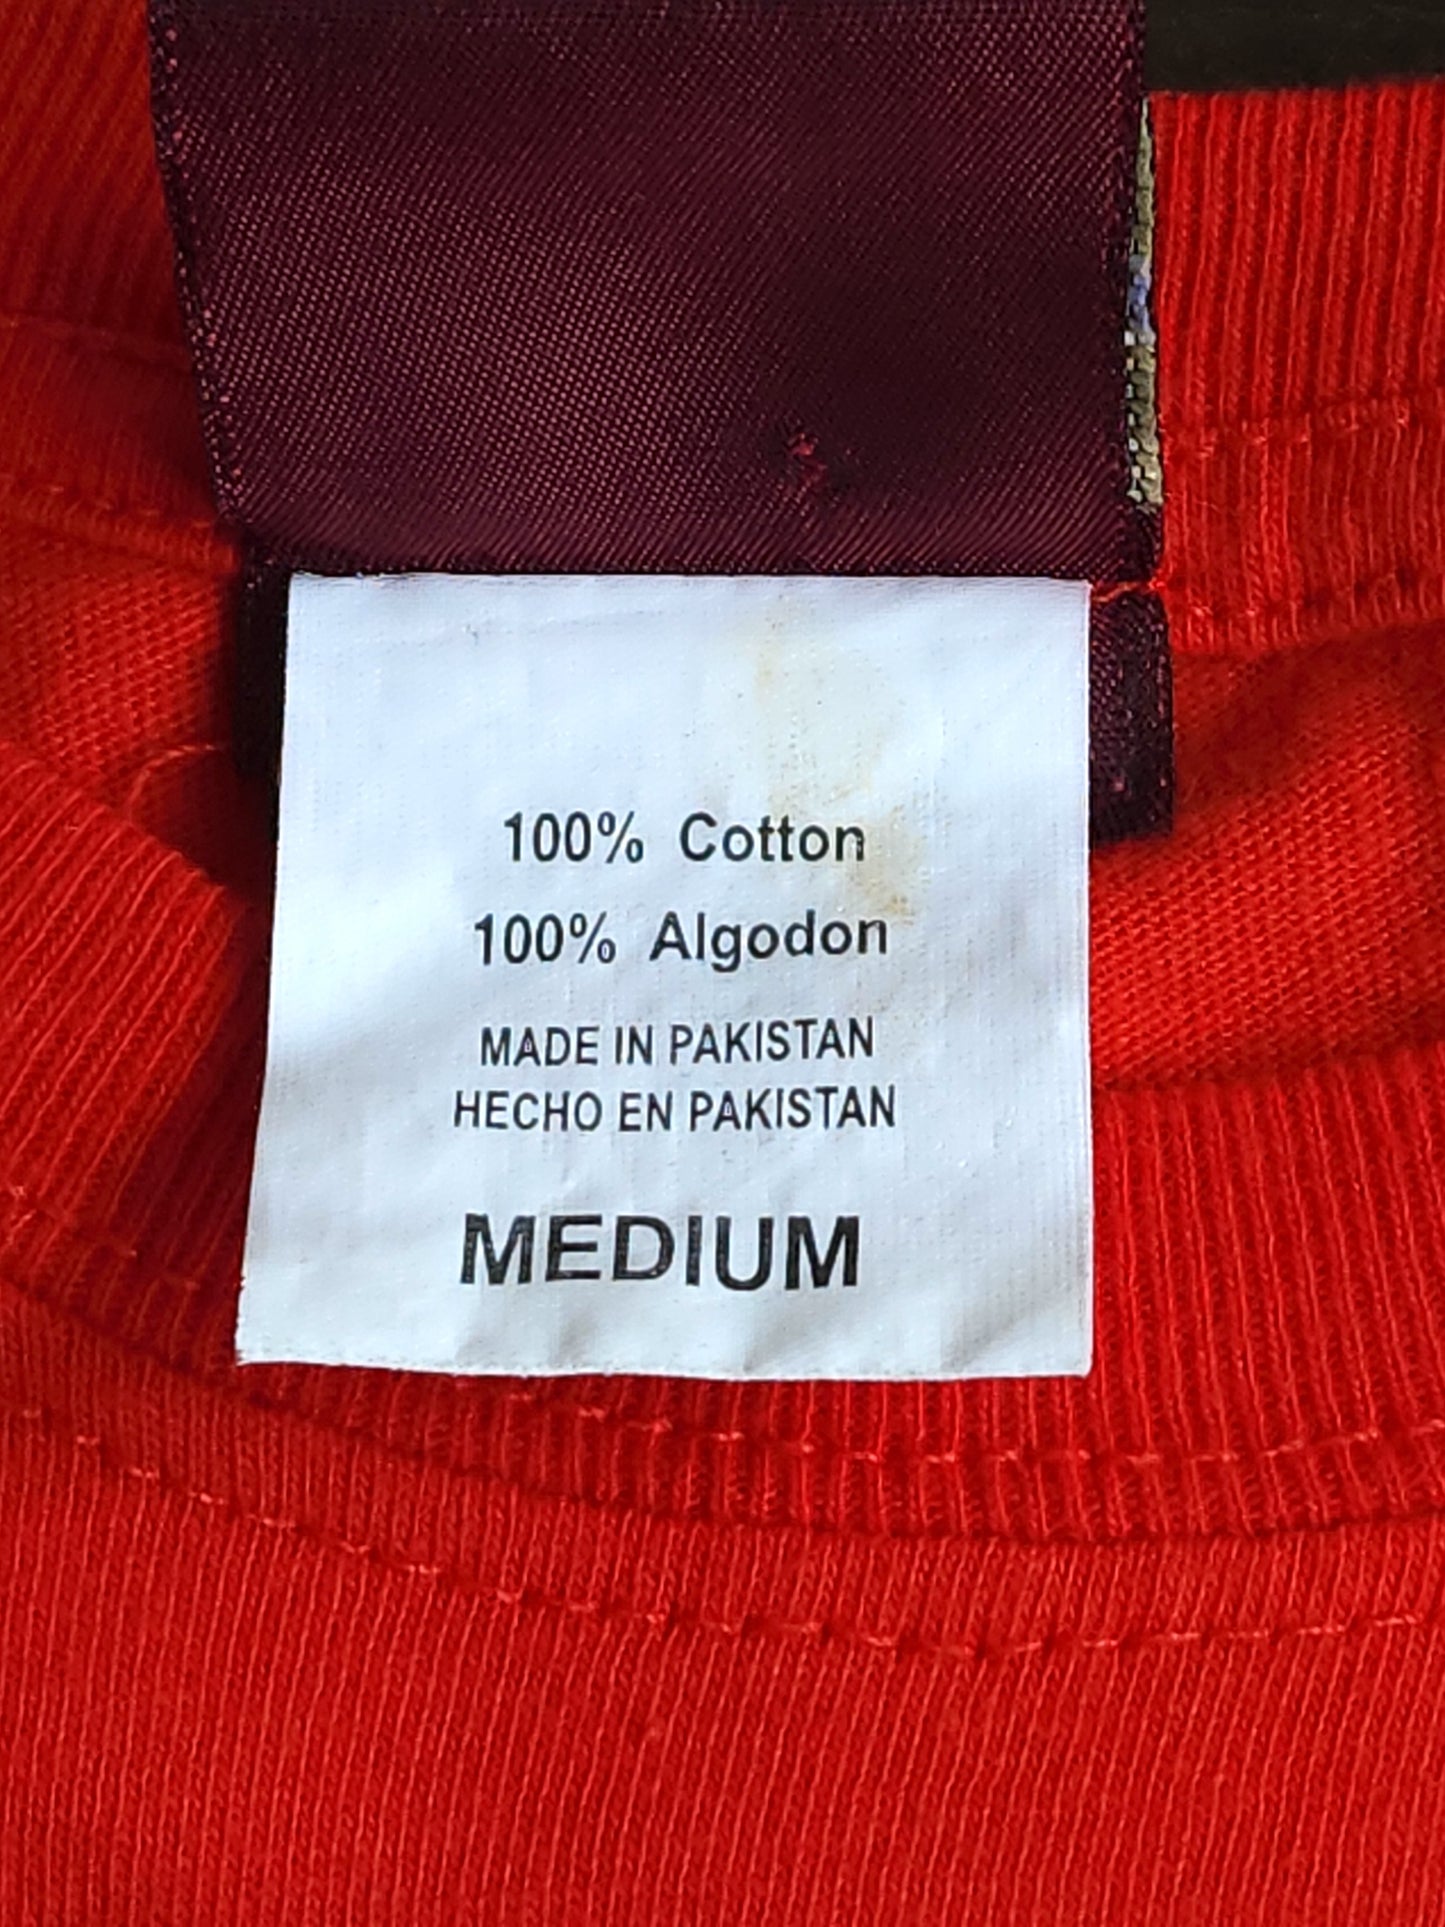 100% Cotton
100% Algodon
MADE IN PAKISTAN
HECHO EN PAKISTAN
MEDIUM